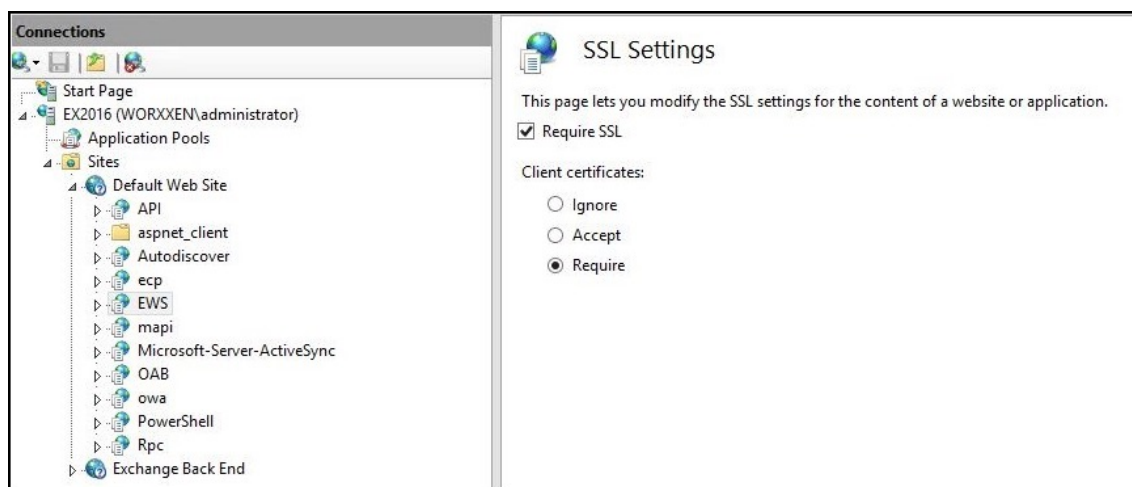 Connections
Start Page
EX2016 (WORXXEN\administrator)
Application Pools
Sites
Default Web Site
API
aspnet_client
Autodiscover
ecp
EWS
mapi
Microsoft-Server-ActiveSync
OAB
owa
PowerShell
Rpc
Exchange Back End
SSL Settings
This page lets you modify the SSL settings for the content of a website or application.
Require SSL
Client certificates:
Ignore
Accept
Require